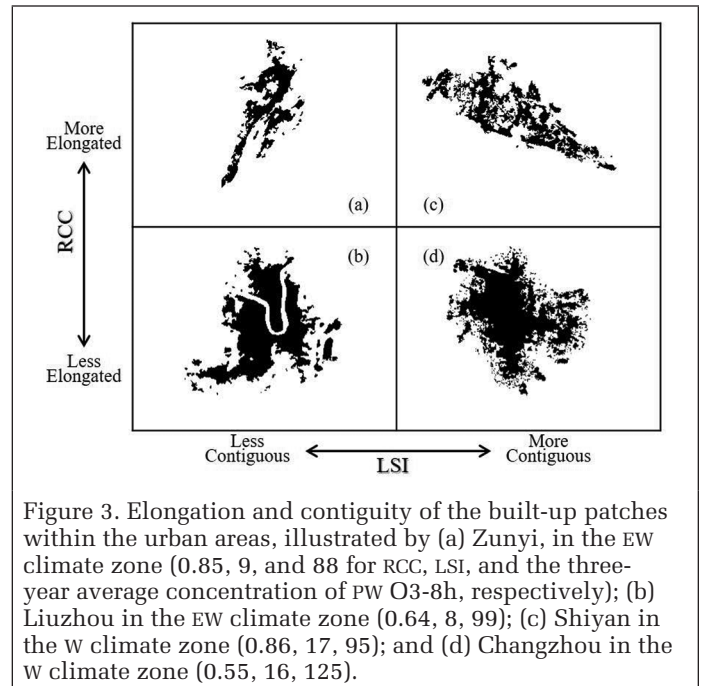 More
Elongated
RCC
Less
Elongated
(a)
(c)
(b)
(d)
Less
Contiguous
LSI
More
Contiguous
Figure 3. Elongation and contiguity of the built-up patches
within the urban areas, illustrated by (a) Zunyi, in the EW
climate zone (0.85, 9, and 88 for RCC, LSI, and the three-
year average concentration of PW O3-8h, respectively); (b)
Liuzhou in the EW climate zone (0.64, 8, 99); (c) Shiyan in
the W climate zone (0.86, 17, 95); and (d) Changzhou in the
W climate zone (0.55, 16, 125).